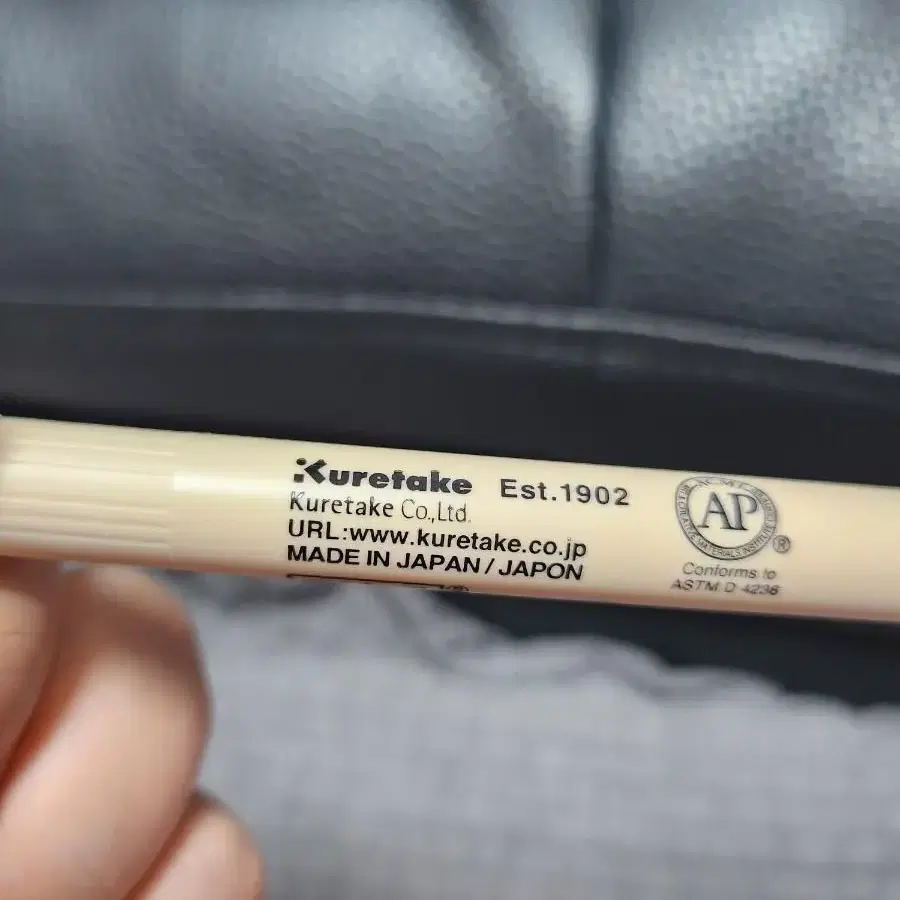 Kuretake Est.1902
Kuretake Co.,Ltd.
URL:www.kuretake.co.jp
MADE IN JAPAN / JAPON
AP
®
Conforms to
ASTM D 4236